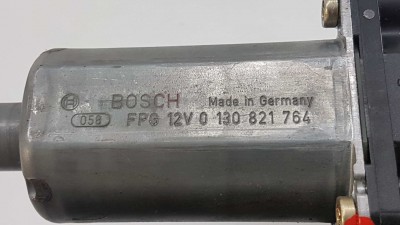 BOSCH Made in Germany
058 FPG 12V 0 130 821 764